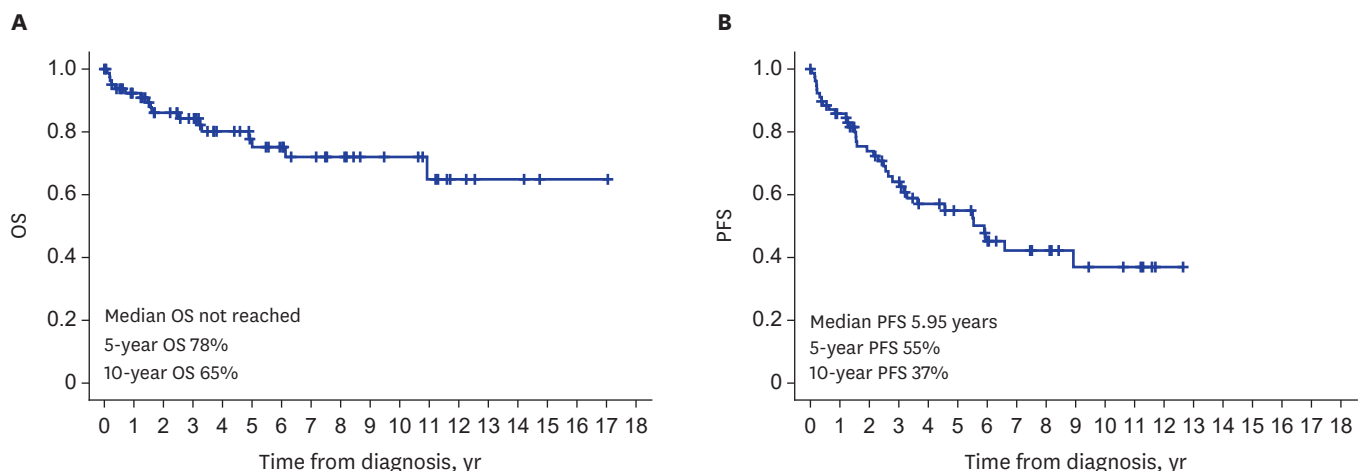 A
1.0
0.8
0.6
0.4
0.2
0
OS
Median OS not reached
5-year OS 78%
10-year OS 65%
0 1 2 3 4 5 6 7 8 9 10 11 12 13 14 15 16 17 18
Time from diagnosis, yr
B
1.0
0.8
0.6
0.4
0.2
0
PFS
Median PFS 5.95 years
5-year PFS 55%
10-year PFS 37%
0 1 2 3 4 5 6 7 8 9 10 11 12 13 14 15 16 17 18
Time from diagnosis, yr